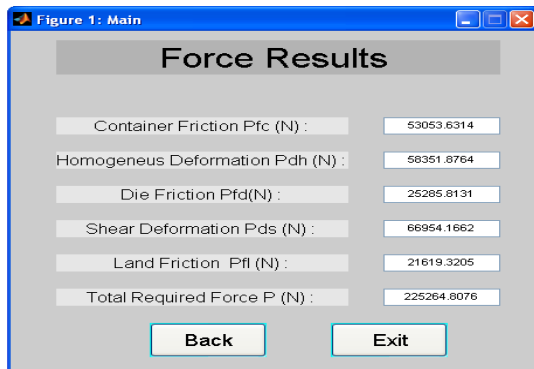 Figure 1: Main
Force Results
Container Friction Pfc (N) : 53053.6314
Homogeneus Deformation Pdh (N) : 58351.8764
Die Friction Pfd(N) : 25285.8131
Shear Deformation Pds (N) : 66954.1662
Land Friction Pfl (N) : 21619.3205
Total Required Force P (N) : 225264.8076
Back Exit